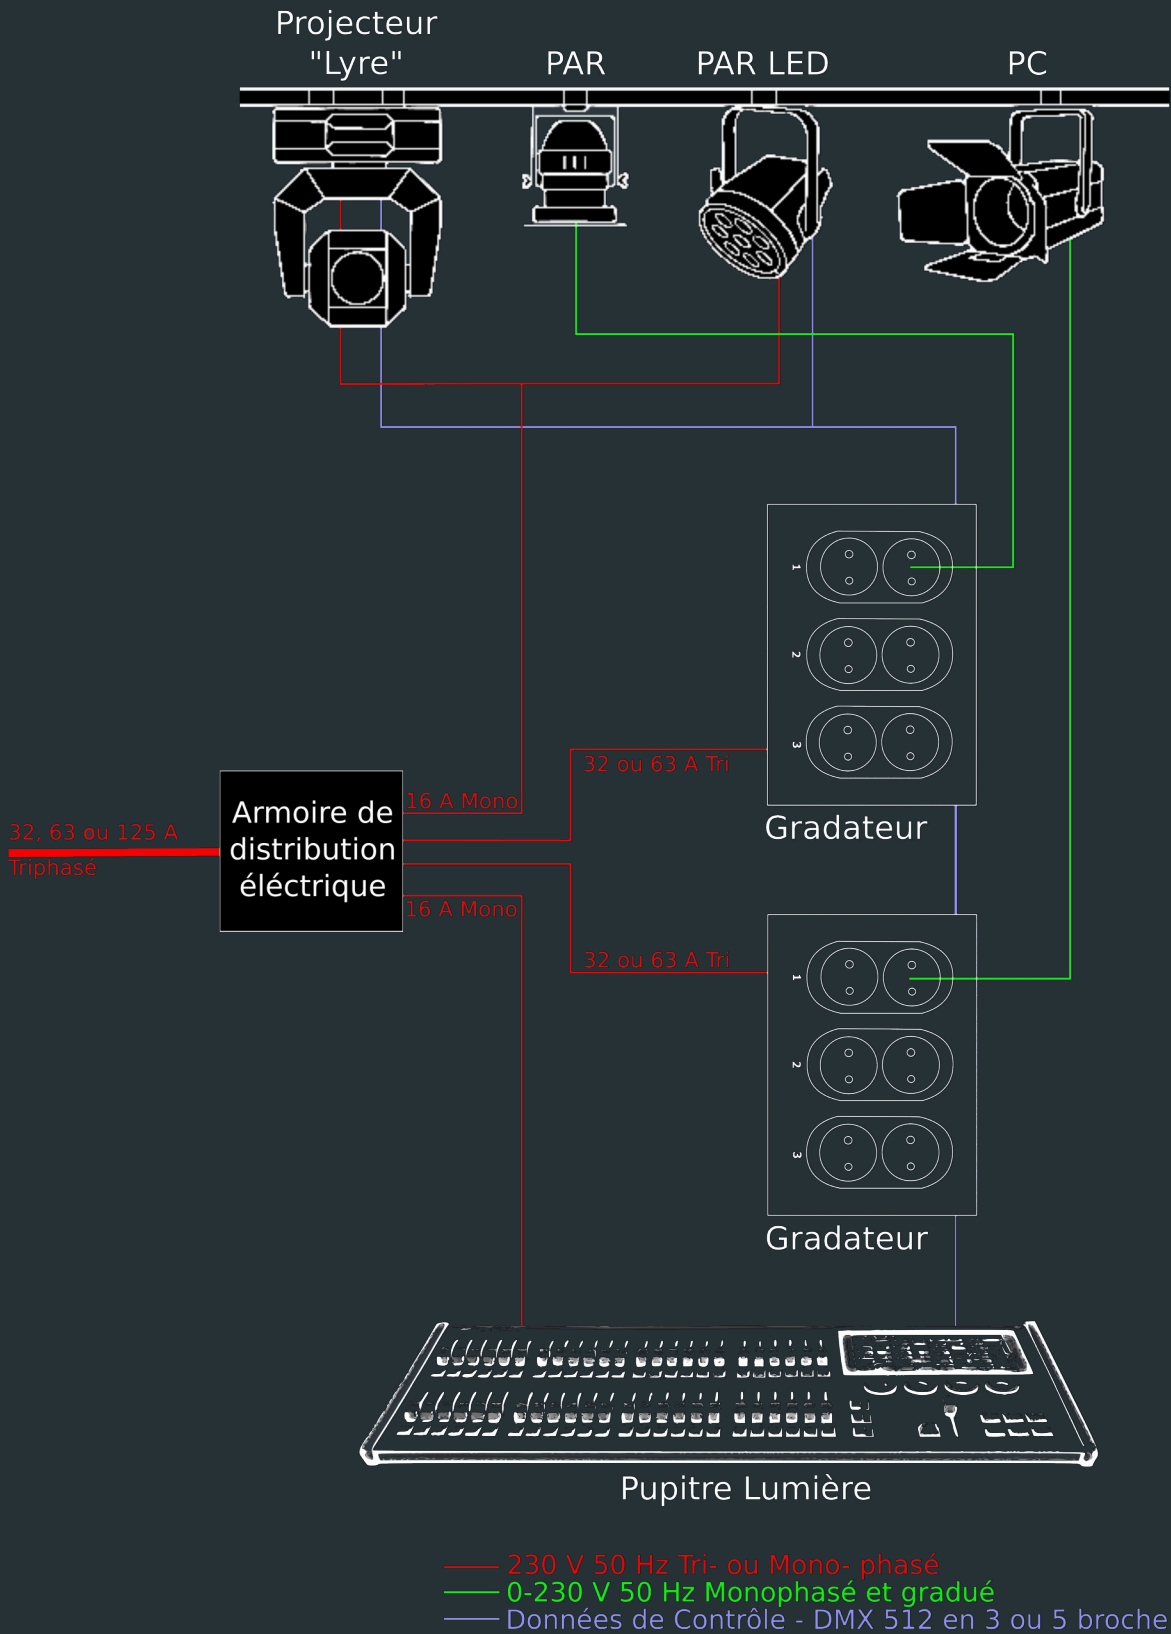 Projecteur
"Lyre"
PAR
PAR LED
PC
1
2
3
32 ou 63 A Tri
Gradateur
16 A Mono
Armoire de
distribution
éléctrique
32, 63 ou 125 A
Triphasé
16 A Mono
32 ou 63 A Tri
1
2
3
Gradateur
Pupitre Lumière
230 V 50 Hz Tri- ou Mono- phasé
0-230 V 50 Hz Monophasé et gradué
Données de Contrôle - DMX 512 en 3 ou 5 broche